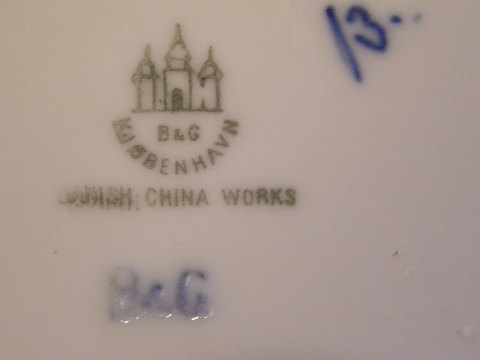 13..
B&G
KJØBENHAVN
DANISH CHINA WORKS
B&G